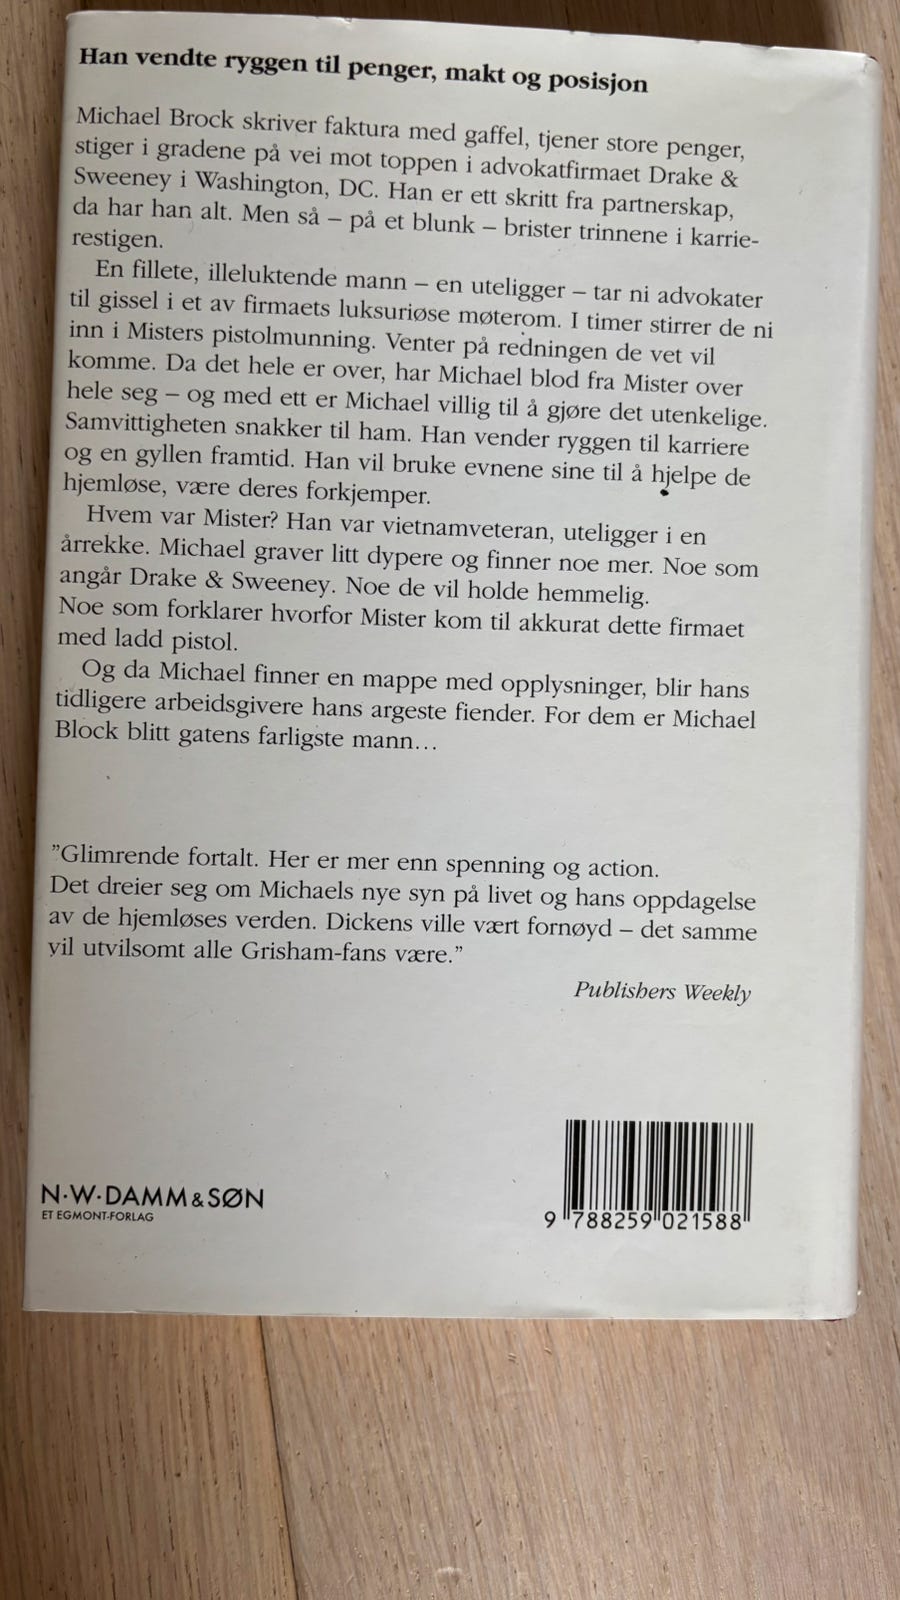 Han vendte ryggen til penger, makt og posisjon
Michael Brock skriver faktura med gaffel, tjener store penger,
stiger i gradene på vei mot toppen i advokatfirmaet Drake &
Sweeney i Washington, DC. Han er ett skritt fra partnerskap,
da har han alt. Men så – på et blunk – brister trinnene i karrie-
restigen.
En fillete, illeluktende mann – en uteligger – tar ni advokater
til gissel i et av firmaets luksuriøse møterom. I timer stirrer de ni
inn i Misters pistolmunning. Venter på redningen de vet vil
komme. Da det hele er over, har Michael blod fra Mister over
hele seg – og med ett er Michael villig til å gjøre det utenkelige.
Samvittigheten snakker til ham. Han vender ryggen til karriere
og en gyllen framtid. Han vil bruke evnene sine til å hjelpe de
hjemløse, være deres forkjemper.
Hvem var Mister? Han var vietnamveteran, uteligger i en
årrekke. Michael graver litt dypere og finner noe mer. Noe som
angår Drake & Sweeney. Noe de vil holde hemmelig.
Noe som forklarer hvorfor Mister kom til akkurat dette firmaet
med ladd pistol.
Og da Michael finner en mappe med opplysninger, blir hans
tidligere arbeidsgivere hans argeste fiender. For dem er Michael
Block blitt gatens farligste mann…
”Glimrende fortalt. Her er mer enn spenning og action.
Det dreier seg om Michaels nye syn på livet og hans oppdagelse
av de hjemløses verden. Dickens ville vært fornøyd – det samme
vil utvilsomt alle Grisham-fans være.”
Publishers Weekly
N·W·DAMM & SØN
ET EGMONT-FORLAG
9 788259 021588